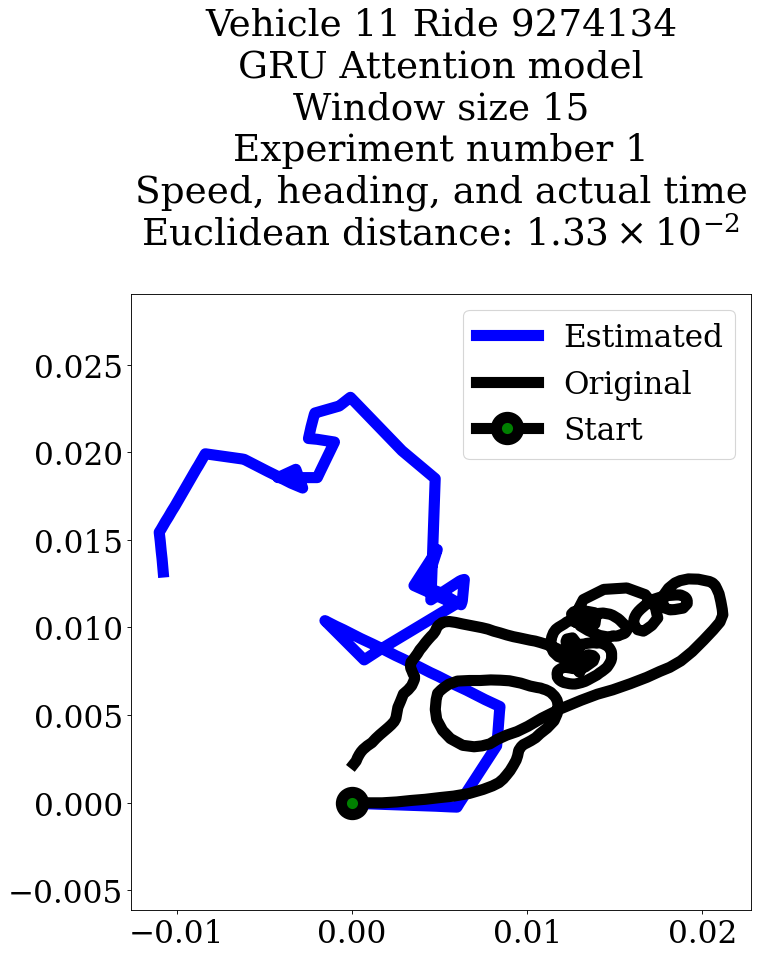 Vehicle 11 Ride 9274134
GRU Attention model
Window size 15
Experiment number 1
Speed, heading, and actual time
Euclidean distance: 1.33 × 10⁻²
Estimated
Original
Start
0.025
0.020
0.015
0.010
0.005
0.000
−0.005
−0.01 0.00 0.01 0.02